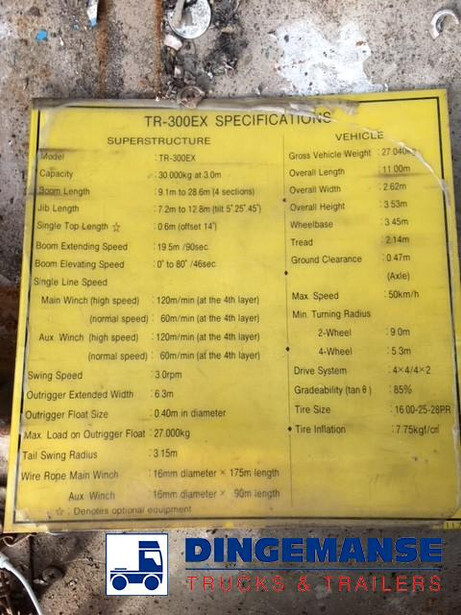 TR-300EX SPECIFICATIONS
SUPERSTRUCTURE
Model : TR-300EX
Capacity : 30.000kg at 3.0m
Boom Length : 9.1m to 28.6m (4 sections)
Jib Length : 7.2m to 12.8m (tilt 5° 25° 45°)
Single Top Length ☆ : 0.6m (offset 14°)
Boom Extending Speed : 19.5m /90sec.
Boom Elevating Speed : 0° to 80° /46sec.
Single Line Speed
Main Winch (high speed) : 120m/min (at the 4th layer)
(normal speed) : 60m/min (at the 4th layer)
Aux. Winch (high speed) : 120m/min (at the 4th layer)
(normal speed) : 60m/min (at the 4th layer)
Swing Speed : 3.0rpm
Outrigger Extended Width : 6.3m
Outrigger Float Size : 0.40m in diameter
Max. Load on Outrigger Float : 27.000kg
Tail Swing Radius : 3.15m
Wire Rope Main Winch : 16mm diameter × 175m length
Aux Winch : 16mm diameter × 90m length
☆ : Denotes optional equipment
VEHICLE
Gross Vehicle Weight : 27.040kg
Overall Length : 11.00m
Overall Width : 2.62m
Overall Height : 3.53m
Wheelbase : 3.45m
Tread : 2.14m
Ground Clearance : 0.47m
(Axle)
Max. Speed : 50km/h
Min. Turning Radius
2-Wheel : 9.0m
4-Wheel : 5.3m
Drive System : 4×4/4×2
Gradeability (tan θ) : 85%
Tire Size : 16.00-25-28PR
Tire Inflation : 7.75kgf/cm²
DINGEMANSE
TRUCKS & TRAILERS